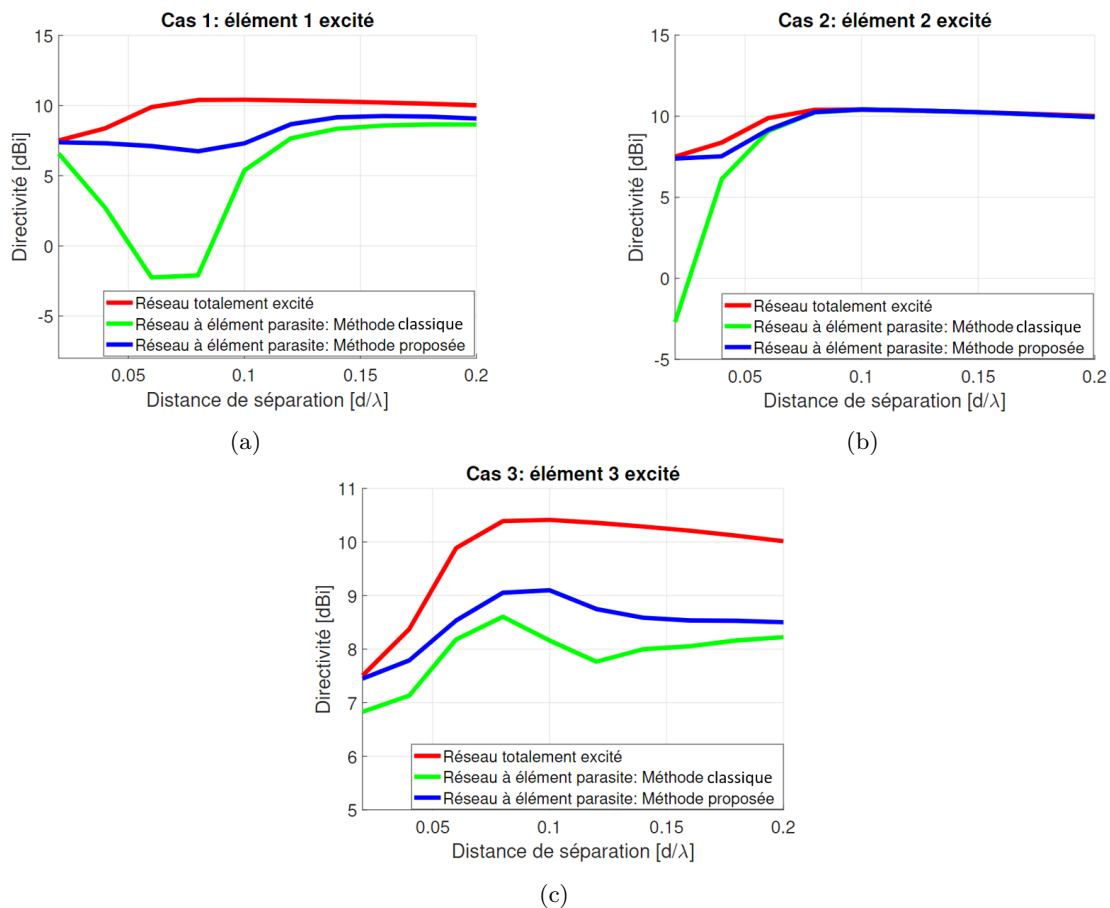 Cas 1: élément 1 excité
Directivité [dBi]
15
10
5
0
-5
Réseau totalement excité
Réseau à élément parasite: Méthode classique
Réseau à élément parasite: Méthode proposée
0.05 0.1 0.15 0.2
Distance de séparation [d/λ]
(a)
Cas 2: élément 2 excité
Directivité [dBi]
15
10
5
0
-5
Réseau totalement excité
Réseau à élément parasite: Méthode classique
Réseau à élément parasite: Méthode proposée
0.05 0.1 0.15 0.2
Distance de séparation [d/λ]
(b)
Cas 3: élément 3 excité
Directivité [dBi]
11
10
9
8
7
6
5
Réseau totalement excité
Réseau à élément parasite: Méthode classique
Réseau à élément parasite: Méthode proposée
0.05 0.1 0.15 0.2
Distance de séparation [d/λ]
(c)